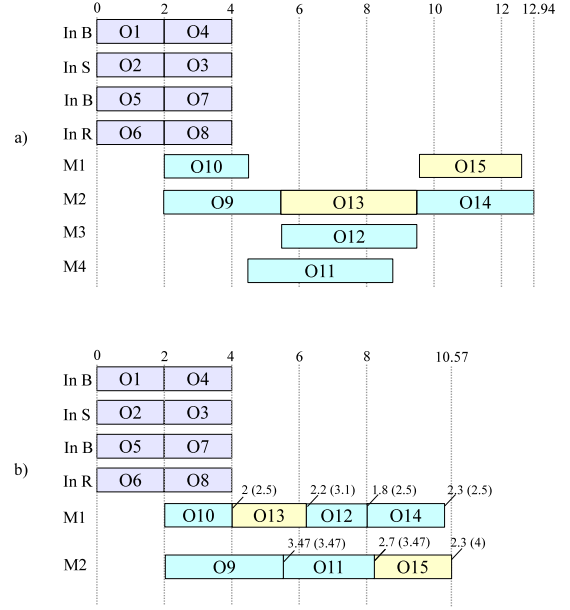 0 2 4 6 8 10 12 12.94
In B O1 O4
In S O2 O3
In B O5 O7
a)
In R O6 O8
M1 O10 O15
M2 O9 O13 O14
M3 O12
M4 O11
0 2 4 6 8 10.57
In B O1 O4
In S O2 O3
In B O5 O7
b)
In R O6 O8
2 (2.5) 2.2 (3.1) 1.8 (2.5) 2.3 (2.5)
M1 O10 O13 O12 O14
3.47 (3.47) 2.7 (3.47) 2.3 (4)
M2 O9 O11 O15